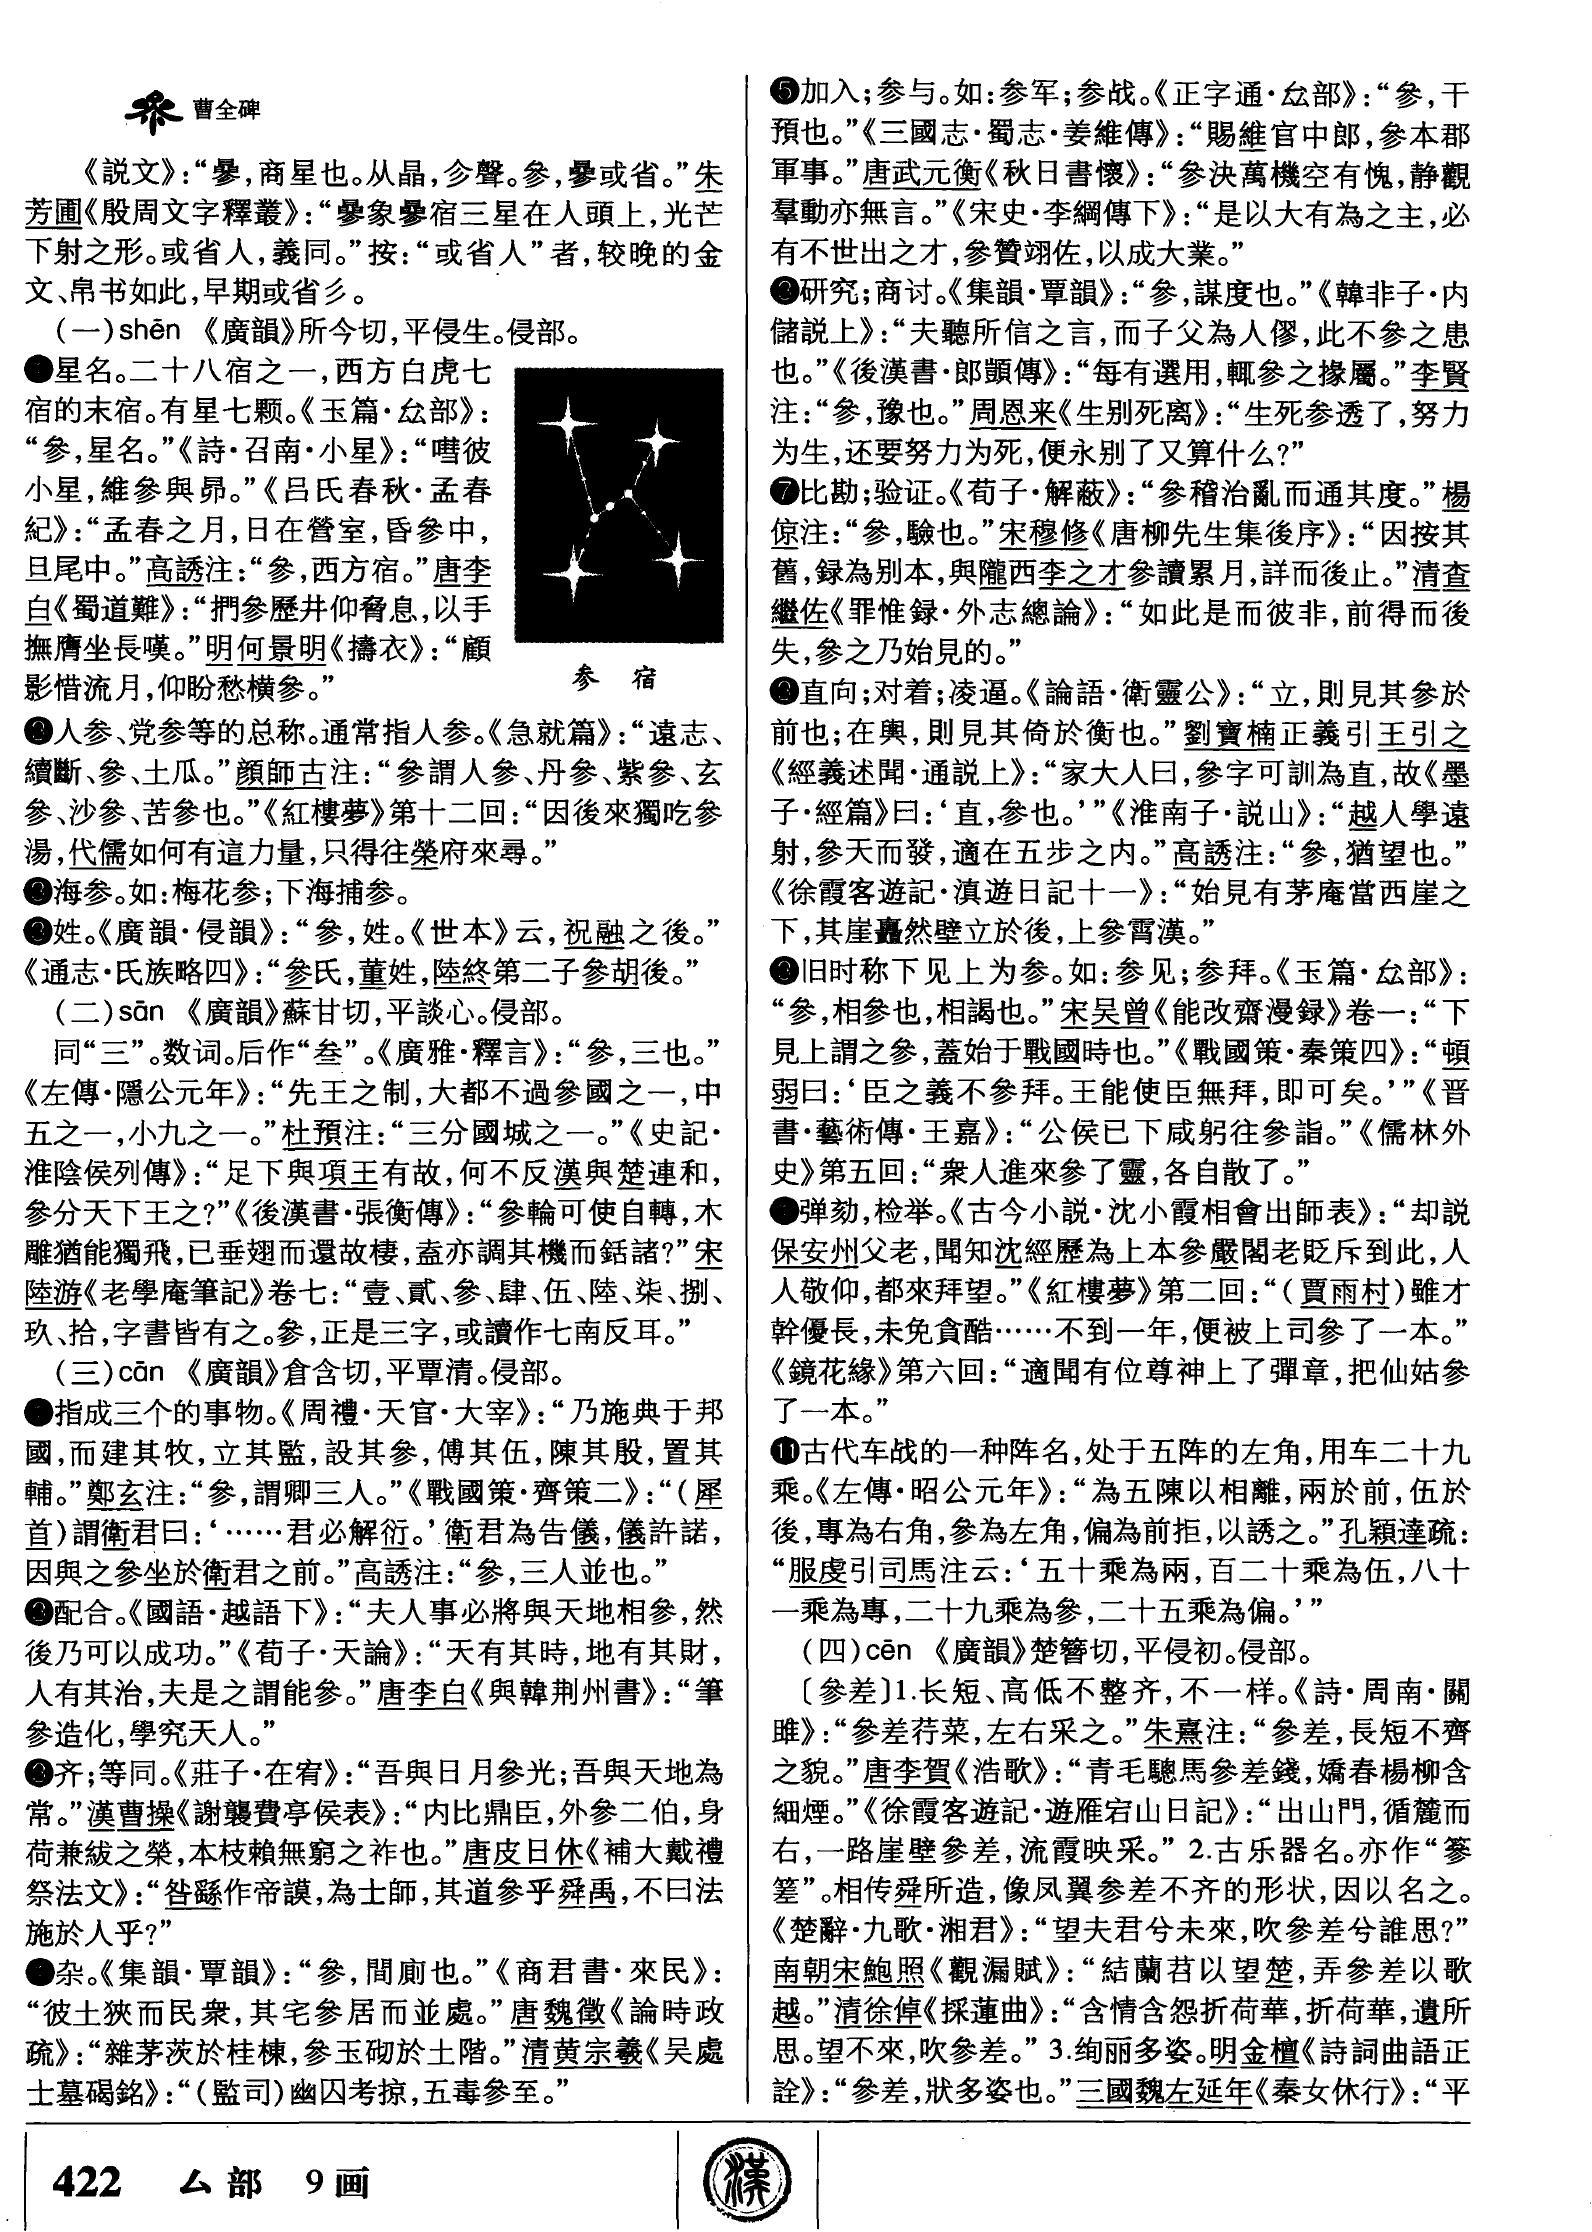 曹全碑
《説文》：“曑，商星也。从晶，㐱聲。參，曑或省。”朱
芳圃《殷周文字釋叢》：“曑象曑宿三星在人頭上，光芒
下射之形。或省人，義同。”按：“或省人”者，较晚的金
文、帛书如此，早期或省彡。
(一)shēn 《廣韻》所今切，平侵生。侵部。
❶星名。二十八宿之一，西方白虎七
宿的末宿。有星七颗。《玉篇·厽部》：
“參，星名。”《詩·召南·小星》：“嘒彼
小星，維參與昴。”《吕氏春秋·孟春
紀》：“孟春之月，日在營室，昏參中，
旦尾中。”高誘注：“參，西方宿。”唐李
白《蜀道難》：“捫參歷井仰脅息，以手
撫膺坐長嘆。”明何景明《擣衣》：“顧
影惜流月，仰盼愁橫參。”
参 宿
❷人参、党参等的总称。通常指人参。《急就篇》：“遠志、
續斷、參、土瓜。”顔師古注：“參謂人參、丹參、紫參、玄
參、沙參、苦參也。”《紅樓夢》第十二回：“因後來獨吃參
湯，代儒如何有這力量，只得往榮府來尋。”
❸海参。如：梅花参；下海捕参。
❹姓。《廣韻·侵韻》：“參，姓。《世本》云，祝融之後。”
《通志·氏族略四》：“參氏，董姓，陸終第二子參胡後。”
(二)sān 《廣韻》蘇甘切，平談心。侵部。
同“三”。数词。后作“叁”。《廣雅·釋言》：“參，三也。”
《左傳·隱公元年》：“先王之制，大都不過參國之一，中
五之一，小九之一。”杜預注：“三分國城之一。”《史記·
淮陰侯列傳》：“足下與項王有故，何不反漢與楚連和，
參分天下王之?”《後漢書·張衡傳》：“參輪可使自轉，木
雕猶能獨飛，已垂翅而還故棲，盍亦調其機而銛諸?”宋
陸游《老學庵筆記》卷七：“壹、貳、參、肆、伍、陸、柒、捌、
玖、拾，字書皆有之。參，正是三字，或讀作七南反耳。”
(三)cān 《廣韻》倉含切，平覃清。侵部。
❶指成三个的事物。《周禮·天官·大宰》：“乃施典于邦
國，而建其牧，立其監，設其參，傅其伍，陳其殷，置其
輔。”鄭玄注：“參，謂卿三人。”《戰國策·齊策二》：“(犀
首)謂衛君曰：‘……君必解衍。’衛君為告儀，儀許諾，
因與之參坐於衛君之前。”高誘注：“參，三人並也。”
❷配合。《國語·越語下》：“夫人事必將與天地相參，然
後乃可以成功。”《荀子·天論》：“天有其時，地有其財，
人有其治，夫是之謂能參。”唐李白《與韓荆州書》：“筆
參造化，學究天人。”
❸齐；等同。《莊子·在宥》：“吾與日月參光；吾與天地為
常。”漢曹操《謝襲費亭侯表》：“内比鼎臣，外參二伯，身
荷兼紱之榮，本枝賴無窮之祚也。”唐皮日休《補大戴禮
祭法文》：“咎繇作帝謨，為士師，其道參乎舜禹，不曰法
施於人乎?”
❹杂。《集韻·覃韻》：“參，間廁也。”《商君書·來民》：
“彼土狹而民衆，其宅參居而並處。”唐魏徵《論時政
疏》：“雜茅茨於桂棟，參玉砌於土階。”清黄宗羲《吴處
士墓碣銘》：“(監司)幽囚考掠，五毒參至。”
❺加入；参与。如：参军；参战。《正字通·厽部》：“參，干
預也。”《三國志·蜀志·姜維傳》：“賜維官中郎，參本郡
軍事。”唐武元衡《秋日書懷》：“參決萬機空有愧，静觀
羣動亦無言。”《宋史·李綱傳下》：“是以大有為之主，必
有不世出之才，參贊翊佐，以成大業。”
❻研究；商讨。《集韻·覃韻》：“參，謀度也。”《韓非子·内
儲説上》：“夫聽所信之言，而子父為人僇，此不參之患
也。”《後漢書·郎顗傳》：“每有選用，輒參之掾屬。”李賢
注：“參，豫也。”周恩来《生别死离》：“生死参透了，努力
为生，还要努力为死，便永别了又算什么?”
❼比勘；验证。《荀子·解蔽》：“參稽治亂而通其度。”楊
倞注：“參，驗也。”宋穆修《唐柳先生集後序》：“因按其
舊，録為别本，與隴西李之才參讀累月，詳而後止。”清查
繼佐《罪惟録·外志總論》：“如此是而彼非，前得而後
失，參之乃始見的。”
❽直向；对着；凌逼。《論語·衛靈公》：“立，則見其參於
前也；在輿，則見其倚於衡也。”劉寶楠正義引王引之
《經義述聞·通説上》：“家大人曰，參字可訓為直，故《墨
子·經篇》曰：‘直，參也。’”《淮南子·説山》：“越人學遠
射，參天而發，適在五步之内。”高誘注：“參，猶望也。”
《徐霞客遊記·滇遊日記十一》：“始見有茅庵當西崖之
下，其崖矗然壁立於後，上參霄漢。”
❾旧时称下见上为参。如：参见；参拜。《玉篇·厽部》：
“參，相參也，相謁也。”宋吴曾《能改齋漫録》卷一：“下
見上謂之參，蓋始于戰國時也。”《戰國策·秦策四》：“頓
弱曰：‘臣之義不參拜。王能使臣無拜，即可矣。’”《晋
書·藝術傳·王嘉》：“公侯已下咸躬往參詣。”《儒林外
史》第五回：“衆人進來參了靈，各自散了。”
❿弹劾，检举。《古今小説·沈小霞相會出師表》：“却説
保安州父老，聞知沈經歷為上本參嚴閣老貶斥到此，人
人敬仰，都來拜望。”《紅樓夢》第二回：“(賈雨村)雖才
幹優長，未免貪酷……不到一年，便被上司參了一本。”
《鏡花緣》第六回：“適聞有位尊神上了彈章，把仙姑參
了一本。”
⓫古代车战的一种阵名，处于五阵的左角，用车二十九
乘。《左傳·昭公元年》：“為五陳以相離，兩於前，伍於
後，專為右角，參為左角，偏為前拒，以誘之。”孔穎達疏：
“服虔引司馬注云：‘五十乘為兩，百二十乘為伍，八十
一乘為專，二十九乘為參，二十五乘為偏。’”
(四)cēn 《廣韻》楚簪切，平侵初。侵部。
〔參差〕1.长短、高低不整齐，不一样。《詩·周南·關
雎》：“參差荇菜，左右采之。”朱熹注：“參差，長短不齊
之貌。”唐李賀《浩歌》：“青毛驄馬參差錢，嬌春楊柳含
細煙。”《徐霞客遊記·遊雁宕山日記》：“出山門，循麓而
右，一路崖壁參差，流霞映采。” 2.古乐器名。亦作“篸
篕”。相传舜所造，像凤翼参差不齐的形状，因以名之。
《楚辭·九歌·湘君》：“望夫君兮未來，吹參差兮誰思?”
南朝宋鮑照《觀漏賦》：“結蘭苕以望楚，弄參差以歌
越。”清徐倬《採蓮曲》：“含情含怨折荷華，折荷華，遺所
思。望不來，吹參差。” 3.绚丽多姿。明金檀《詩詞曲語正
詮》：“參差，狀多姿也。”三國魏左延年《秦女休行》：“平
422 厶部 9画
漢